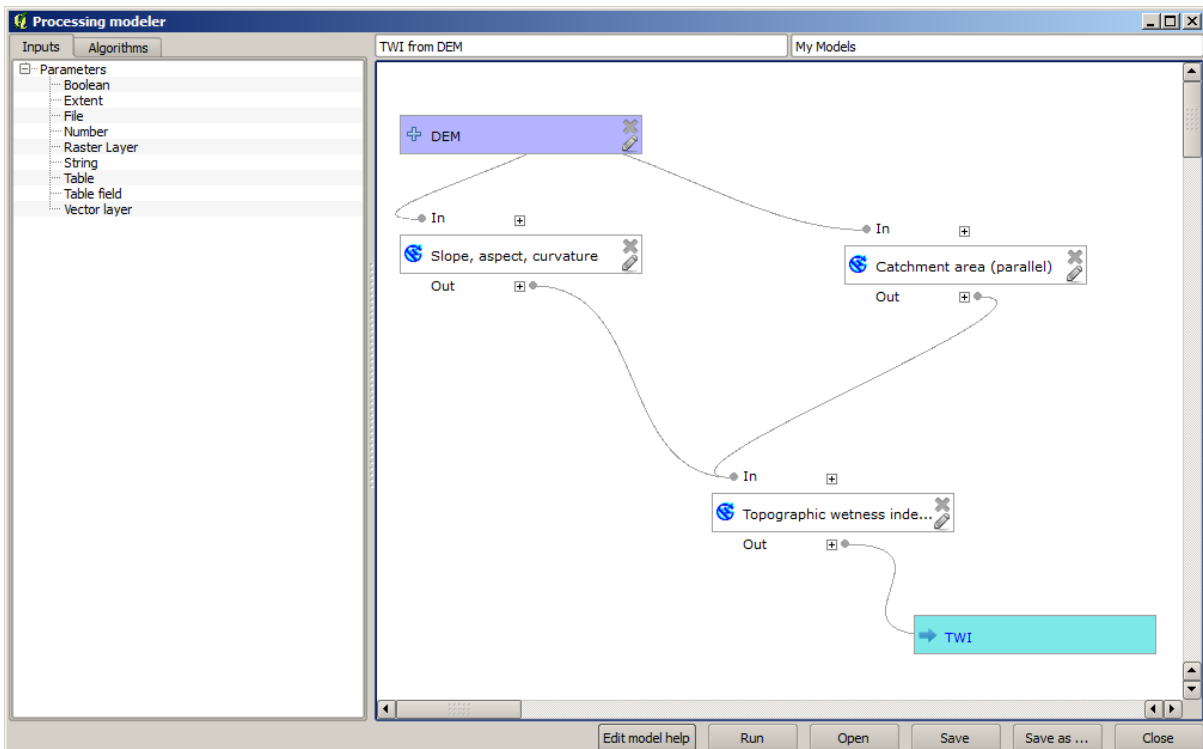 Processing modeler
Inputs
Algorithms
TWI from DEM
My Models
Parameters
Boolean
Extent
File
Number
Raster Layer
String
Table
Table field
Vector layer
DEM
In
Slope, aspect, curvature
Out
In
Catchment area (parallel)
Out
In
Topographic wetness inde...
Out
TWI
Edit model help
Run
Open
Save
Save as ...
Close